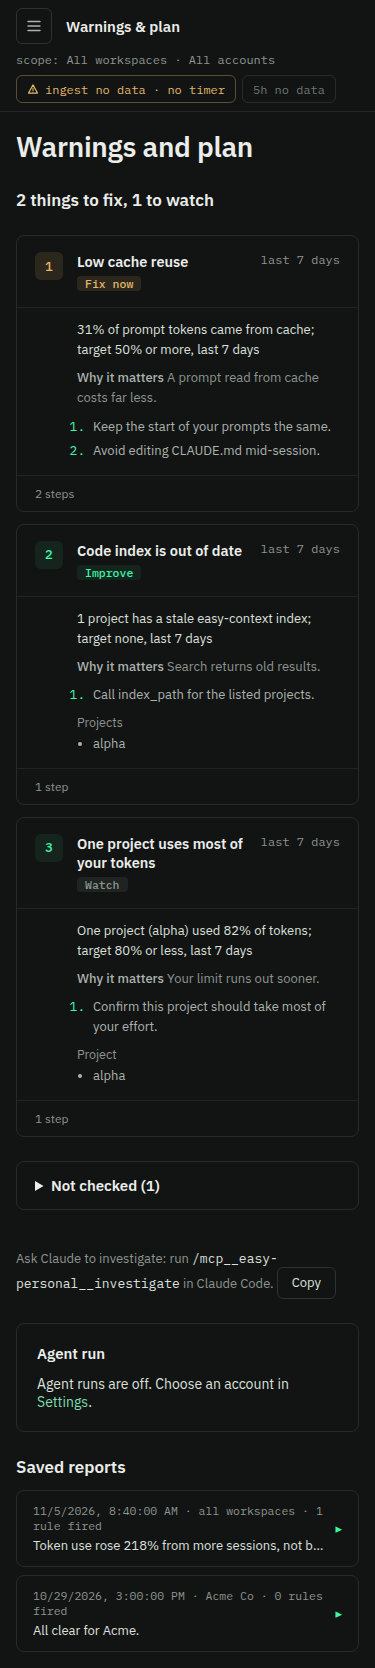 Warnings & plan
scope: All workspaces · All accounts
⚠ ingest no data · no timer
5h no data
Warnings and plan
2 things to fix, 1 to watch
1
Low cache reuse
last 7 days
Fix now
31% of prompt tokens came from cache;
target 50% or more, last 7 days
Why it matters A prompt read from cache
costs far less.
1. Keep the start of your prompts the same.
2. Avoid editing CLAUDE.md mid-session.
2 steps
2
Code index is out of date
last 7 days
Improve
1 project has a stale easy-context index;
target none, last 7 days
Why it matters Search returns old results.
1. Call index_path for the listed projects.
Projects
• alpha
1 step
3
One project uses most of
your tokens
last 7 days
Watch
One project (alpha) used 82% of tokens;
target 80% or less, last 7 days
Why it matters Your limit runs out sooner.
1. Confirm this project should take most of
your effort.
Project
• alpha
1 step
▶ Not checked (1)
Ask Claude to investigate: run /mcp__easy-
personal__investigate in Claude Code. Copy
Agent run
Agent runs are off. Choose an account in
Settings.
Saved reports
11/5/2026, 8:40:00 AM · all workspaces · 1
rule fired
Token use rose 218% from more sessions, not b…
10/29/2026, 3:00:00 PM · Acme Co · 0 rules
fired
All clear for Acme.